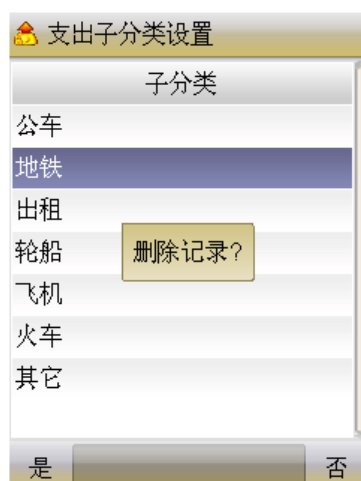 支出子分类设置
子分类
公车
地铁
出租
轮船
删除记录?
飞机
火车
其它
是
否